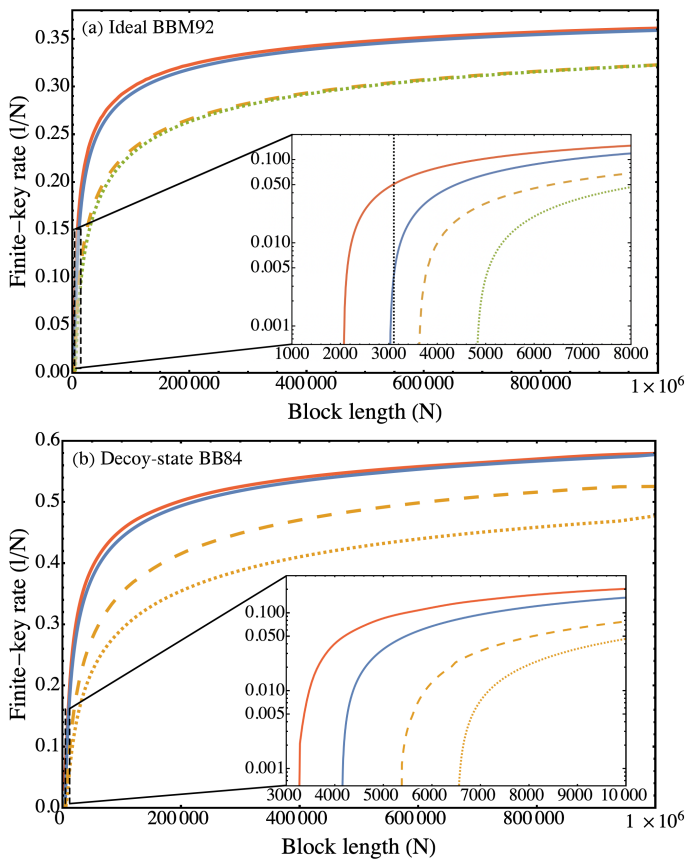 (a) Ideal BBM92
Finite-key rate (l/N)
0.35
0.30
0.25
0.20
0.15
0.10
0.05
0.00
0.100
0.050
0.010
0.005
0.001
1000 2000 3000 4000 5000 6000 7000 8000
0 200 000 400 000 600 000 800 000 1 × 10⁶
Block length (N)
(b) Decoy-state BB84
Finite-key rate (l/N)
0.6
0.5
0.4
0.3
0.2
0.1
0.0
0.100
0.050
0.010
0.005
0.001
3000 4000 5000 6000 7000 8000 9000 10 000
0 200 000 400 000 600 000 800 000 1 × 10⁶
Block length (N)